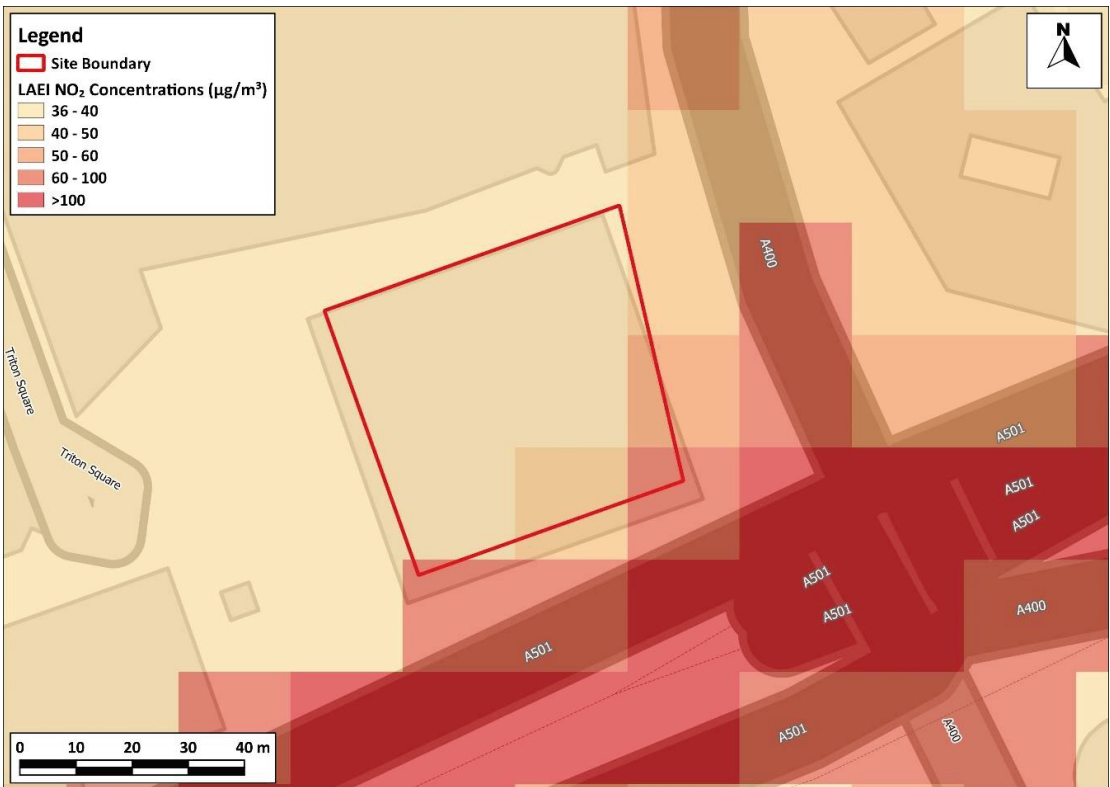 Legend
Site Boundary
LAEI NO₂ Concentrations (µg/m³)
36 - 40
40 - 50
50 - 60
60 - 100
>100
N
A400
Triton Square
Triton Square
A501
A501
A501
A501
A501
A400
A501
A501
A400
0 10 20 30 40 m